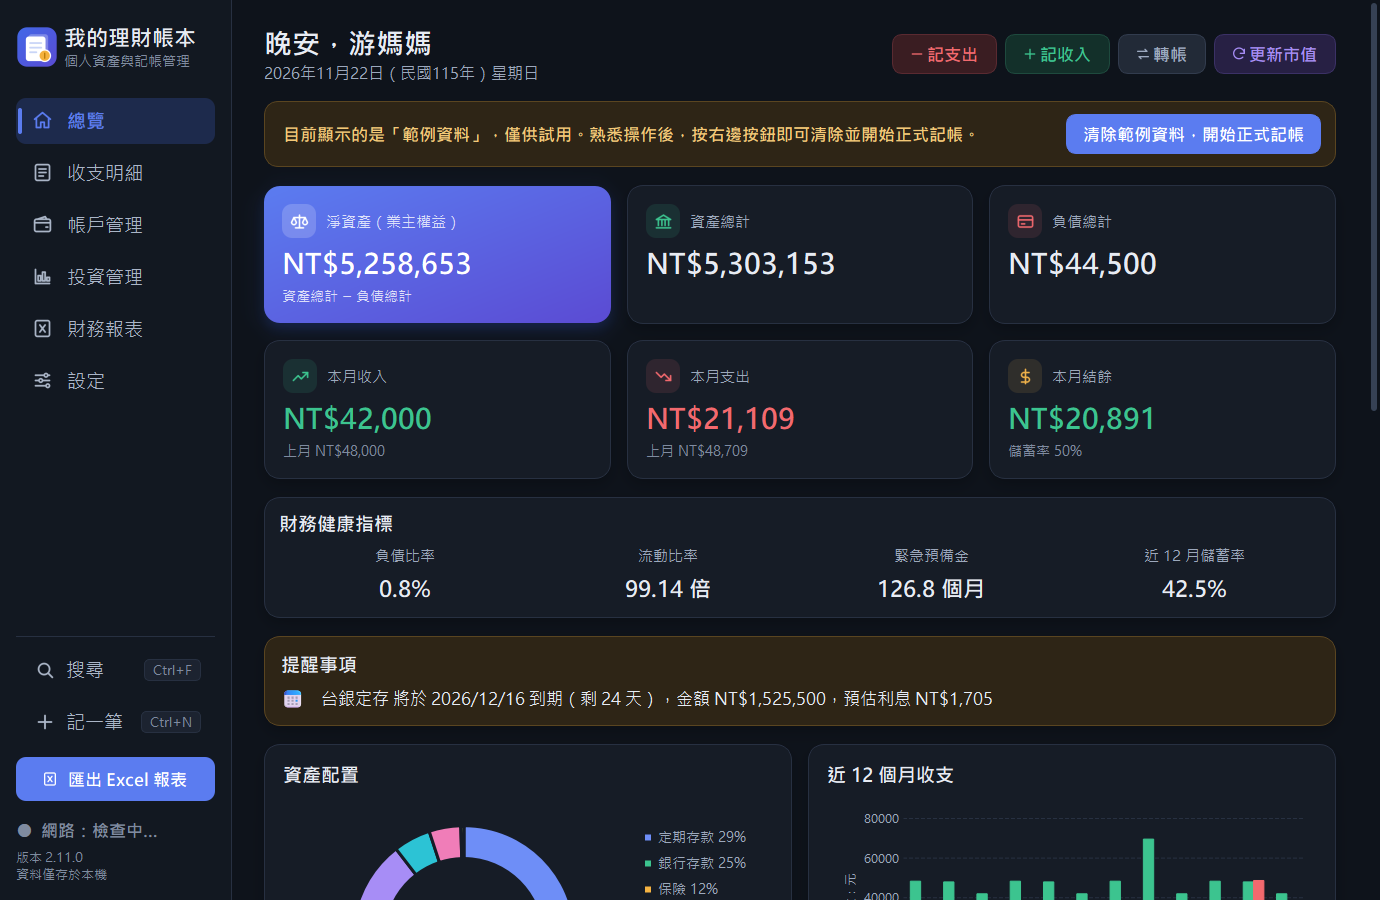 我的理財帳本
個人資產與記帳管理
總覽
收支明細
帳戶管理
投資管理
財務報表
設定
搜尋 Ctrl+F
記一筆 Ctrl+N
匯出 Excel 報表
網路：檢查中...
版本 2.11.0
資料僅存於本機
晚安，游媽媽
2026年11月22日（民國115年）星期日
記支出
記收入
轉帳
更新市值
目前顯示的是「範例資料」，僅供試用。熟悉操作後，按右邊按鈕即可清除並開始正式記帳。
清除範例資料，開始正式記帳
淨資產（業主權益）
NT$5,258,653
資產總計 − 負債總計
資產總計
NT$5,303,153
負債總計
NT$44,500
本月收入
NT$42,000
上月 NT$48,000
本月支出
NT$21,109
上月 NT$48,709
本月結餘
NT$20,891
儲蓄率 50%
財務健康指標
負債比率
0.8%
流動比率
99.14 倍
緊急預備金
126.8 個月
近 12 月儲蓄率
42.5%
提醒事項
台銀定存 將於 2026/12/16 到期（剩 24 天），金額 NT$1,525,500，預估利息 NT$1,705
資產配置
定期存款 29%
銀行存款 25%
保險 12%
近 12 個月收支
80000
60000
40000
：元